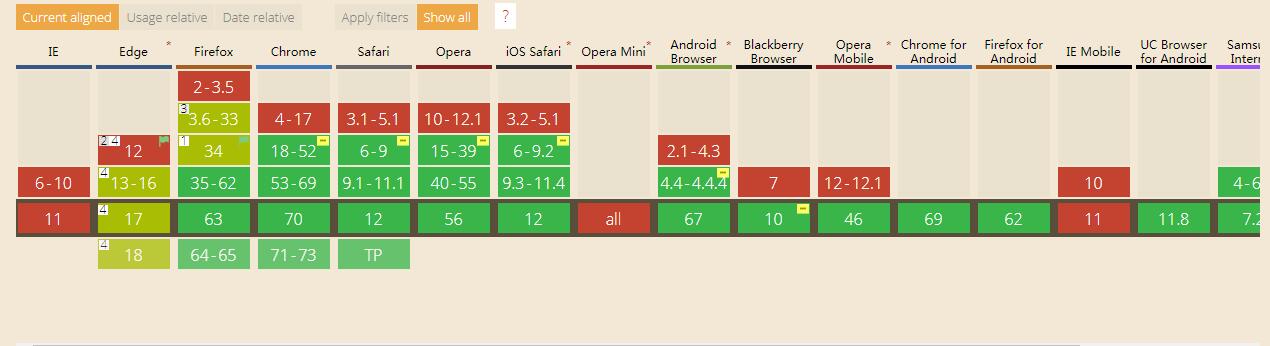 Current aligned Usage relative Date relative Apply filters Show all ?
IE Edge * Firefox Chrome Safari Opera iOS Safari * Opera Mini * Android Browser * Blackberry Browser Opera Mobile * Chrome for Android Firefox for Android IE Mobile UC Browser for Android Samsu Intern
2-3.5
3 3.6-33 4-17 3.1-5.1 10-12.1 3.2-5.1
2 4 12 1 34 18-52 6-9 15-39 6-9.2 2.1-4.3
6-10 4 13-16 35-62 53-69 9.1-11.1 40-55 9.3-11.4 4.4-4.4.4 7 12-12.1 10 4-6
11 4 17 63 70 12 56 12 all 67 10 46 69 62 11 11.8 7.2
4 18 64-65 71-73 TP